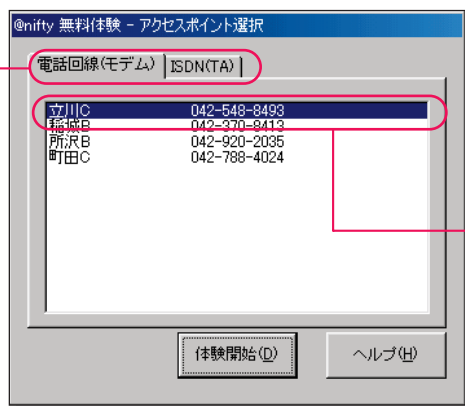 @nifty 無料体験 - アクセスポイント選択
電話回線(モデム) ISDN(TA)
立川C 042-548-8493
稲城B 042-370-8413
所沢B 042-920-2035
町田C 042-788-4024
体験開始(D) ヘルプ(H)